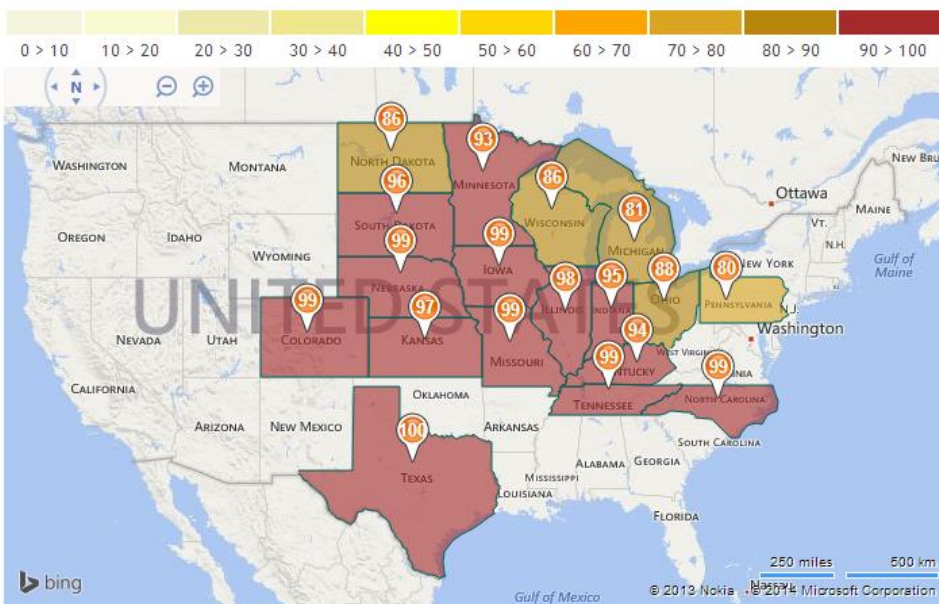 0 > 10 10 > 20 20 > 30 30 > 40 40 > 50 50 > 60 60 > 70 70 > 80 80 > 90 90 > 100
N
86
93
NORTH DAKOTA
WASHINGTON
MONTANA
NEW BRU
96
MINNESOTA
86
Ottawa
MAINE
81
SOUTH DAKOTA
WISCONSIN
VT.
OREGON
IDAHO
99
99
MICHIGAN
N.H.
WYOMING
IOWA
98
95
88
80
NEW YORK
Gulf of
Maine
NEBRASKA
UNITED STATES
99
97
99
ILLINOIS
INDIANA
OHIO
PENNSYLVANIA
N.J.
NEVADA
UTAH
COLORADO
KANSAS
94
Washington
MISSOURI
99
WEST VIRGIN
99
INIA
CALIFORNIA
NTUCKY
OKLAHOMA
TENNESSEE
NORTH CAROLINA
ARIZONA
NEW MEXICO
100
ARKANSAS
SOUTH CAROLINA
TEXAS
MISSISSIPPI
ALABAMA
GEORGIA
LOUISIANA
FLORIDA
250 miles 500 km
bing
Nassau
© 2013 Nokia © 2014 Microsoft Corporation
Gulf of Mexico